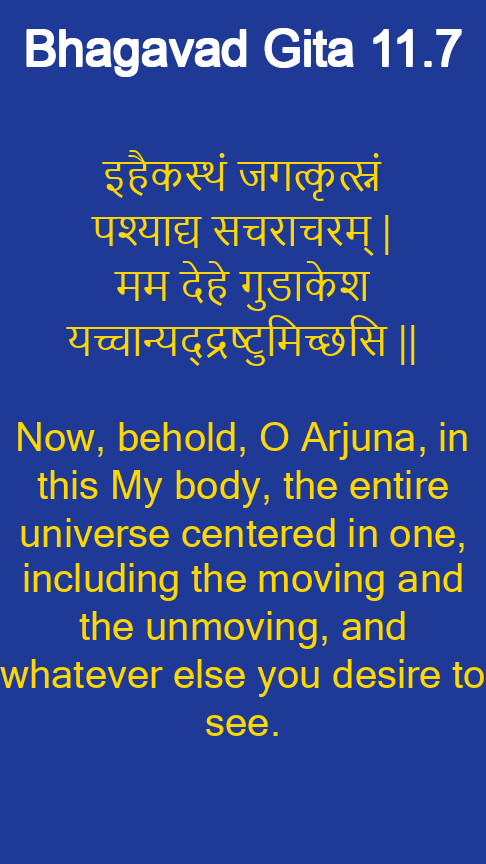 Bhagavad Gita 11.7
इहैकस्थं जगत्कृत्स्नं
पश्याद्य सचराचरम् |
मम देहे गुडाकेश
यच्चान्यद्द्रष्टुमिच्छसि ||
Now, behold, O Arjuna, in
this My body, the entire
universe centered in one,
including the moving and
the unmoving, and
whatever else you desire to
see.